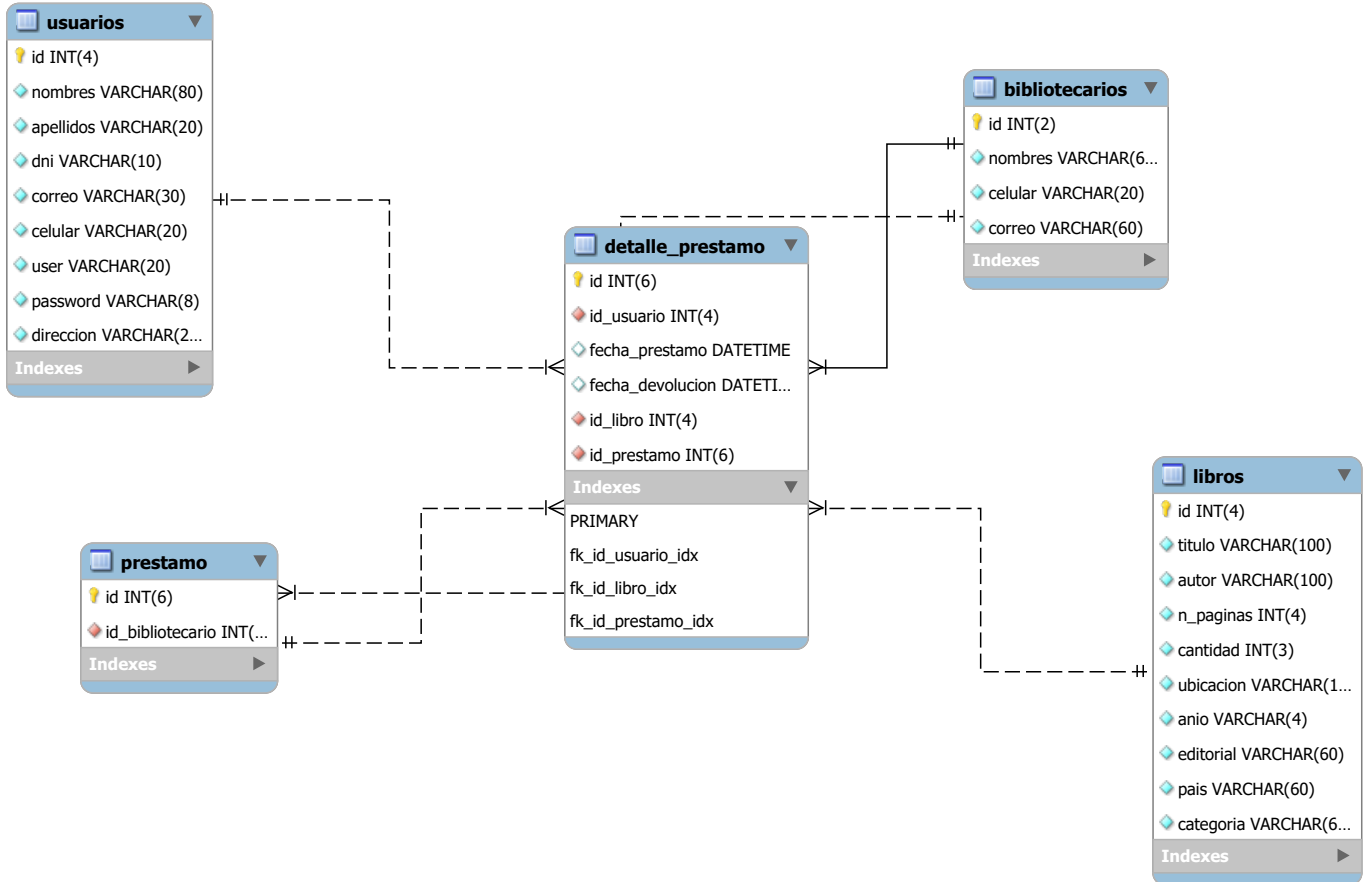 usuarios
id INT(4)
nombres VARCHAR(80)
apellidos VARCHAR(20)
dni VARCHAR(10)
correo VARCHAR(30)
celular VARCHAR(20)
user VARCHAR(20)
password VARCHAR(8)
direccion VARCHAR(2...
Indexes
bibliotecarios
id INT(2)
nombres VARCHAR(6...
celular VARCHAR(20)
correo VARCHAR(60)
Indexes
detalle_prestamo
id INT(6)
id_usuario INT(4)
fecha_prestamo DATETIME
fecha_devolucion DATETI...
id_libro INT(4)
id_prestamo INT(6)
Indexes
PRIMARY
fk_id_usuario_idx
fk_id_libro_idx
fk_id_prestamo_idx
prestamo
id INT(6)
id_bibliotecario INT(...
Indexes
libros
id INT(4)
titulo VARCHAR(100)
autor VARCHAR(100)
n_paginas INT(4)
cantidad INT(3)
ubicacion VARCHAR(1...
anio VARCHAR(4)
editorial VARCHAR(60)
pais VARCHAR(60)
categoria VARCHAR(6...
Indexes